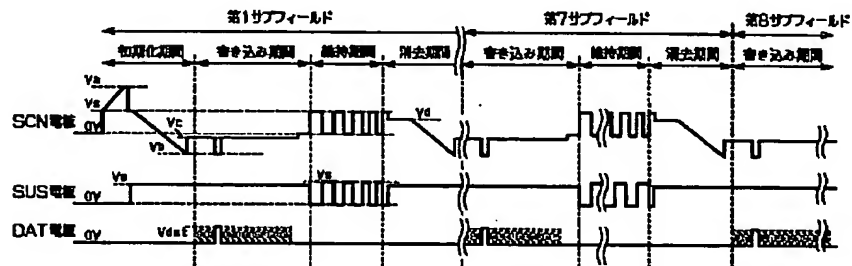 第1サブフィールド 第7サブフィールド 第8サブフィールド
初期化期間 書き込み期間 維持期間 消去期間 書き込み期間 維持期間 消去期間 書き込み期間
Va
Vs
SCN電極 Vc Vd
0V
Vb
Vs
SUS電極 0V
DAT電極 0V